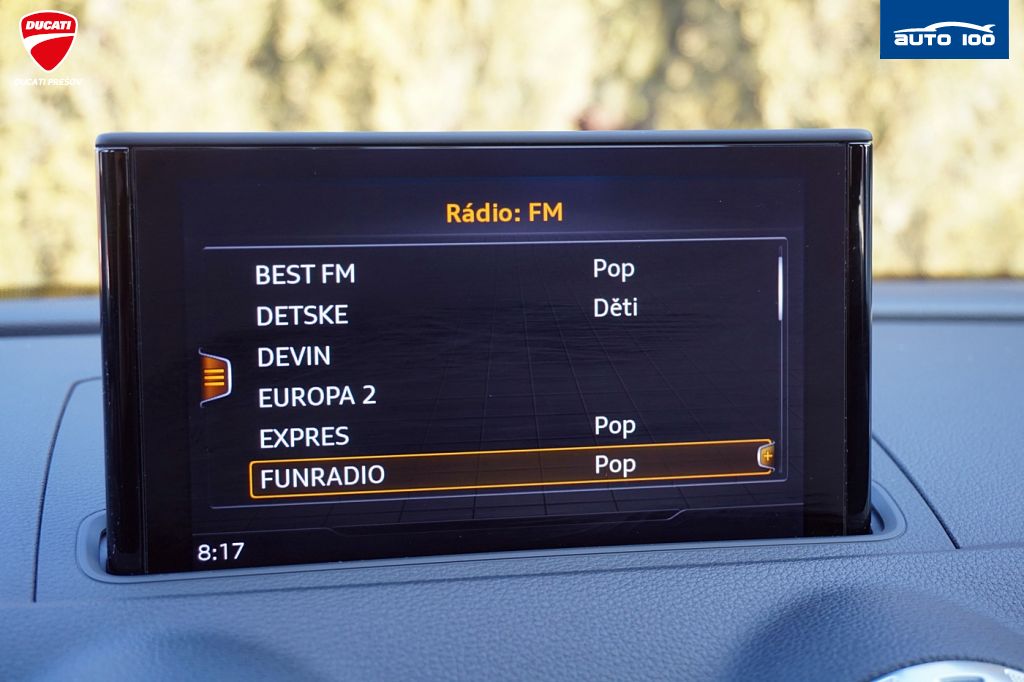 DUCATI
DUCATI PREŠOV
AUTO 100
Rádio: FM
BEST FM Pop
DETSKE Děti
DEVIN
EUROPA 2
EXPRES Pop
FUNRADIO Pop
8:17